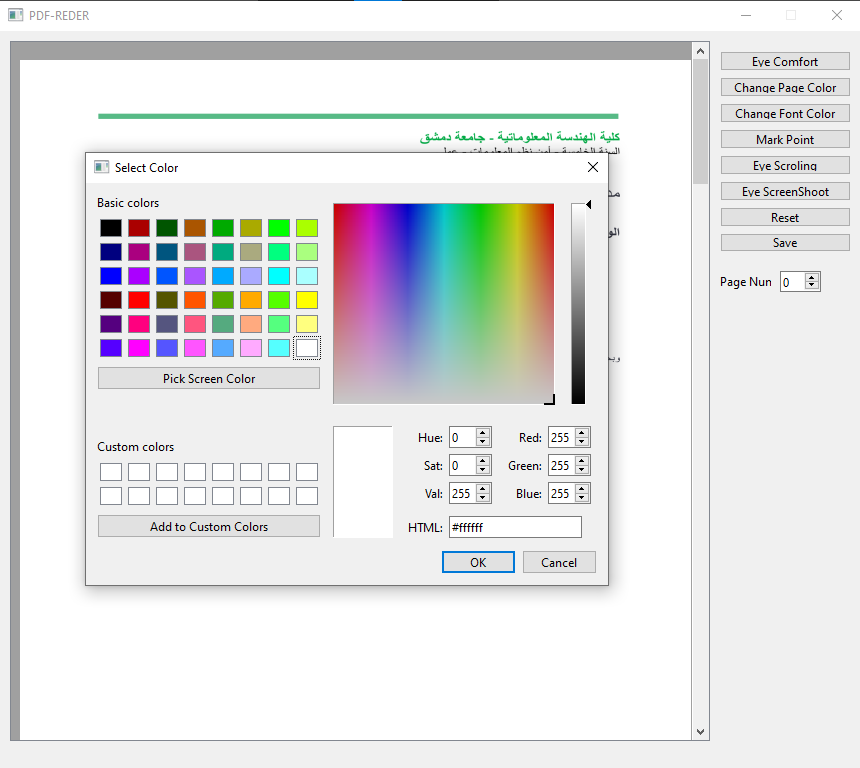 PDF-REDER
كلية الهندسة المعلوماتية - جامعة دمشق
Select Color
Basic colors
Pick Screen Color
Custom colors
Add to Custom Colors
Hue: 0
Red: 255
Sat: 0
Green: 255
Val: 255
Blue: 255
HTML: #ffffff
OK
Cancel
Eye Comfort
Change Page Color
Change Font Color
Mark Point
Eye Scroling
Eye ScreenShoot
Reset
Save
Page Nun 0